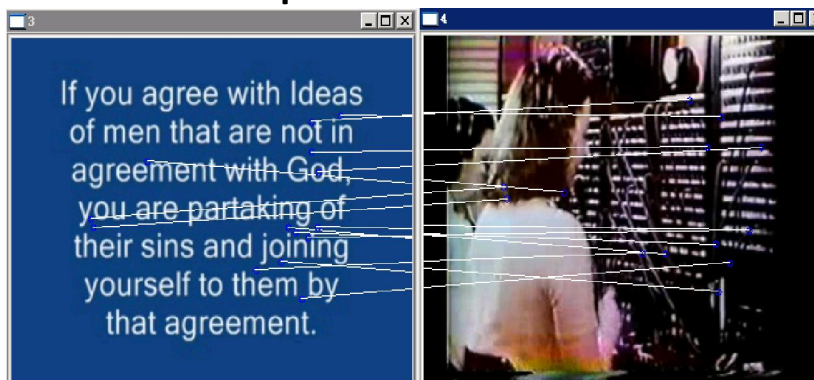 3
If you agree with Ideas
of men that are not in
agreement with God,
you are partaking of
their sins and joining
yourself to them by
that agreement.
4